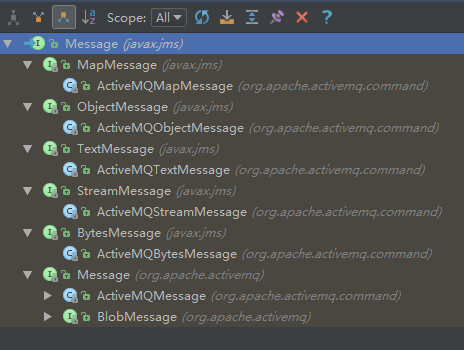 Scope: All
Message (javax.jms)
MapMessage (javax.jms)
ActiveMQMapMessage (org.apache.activemq.command)
ObjectMessage (javax.jms)
ActiveMQObjectMessage (org.apache.activemq.command)
TextMessage (javax.jms)
ActiveMQTextMessage (org.apache.activemq.command)
StreamMessage (javax.jms)
ActiveMQStreamMessage (org.apache.activemq.command)
BytesMessage (javax.jms)
ActiveMQBytesMessage (org.apache.activemq.command)
Message (org.apache.activemq)
ActiveMQMessage (org.apache.activemq.command)
BlobMessage (org.apache.activemq)